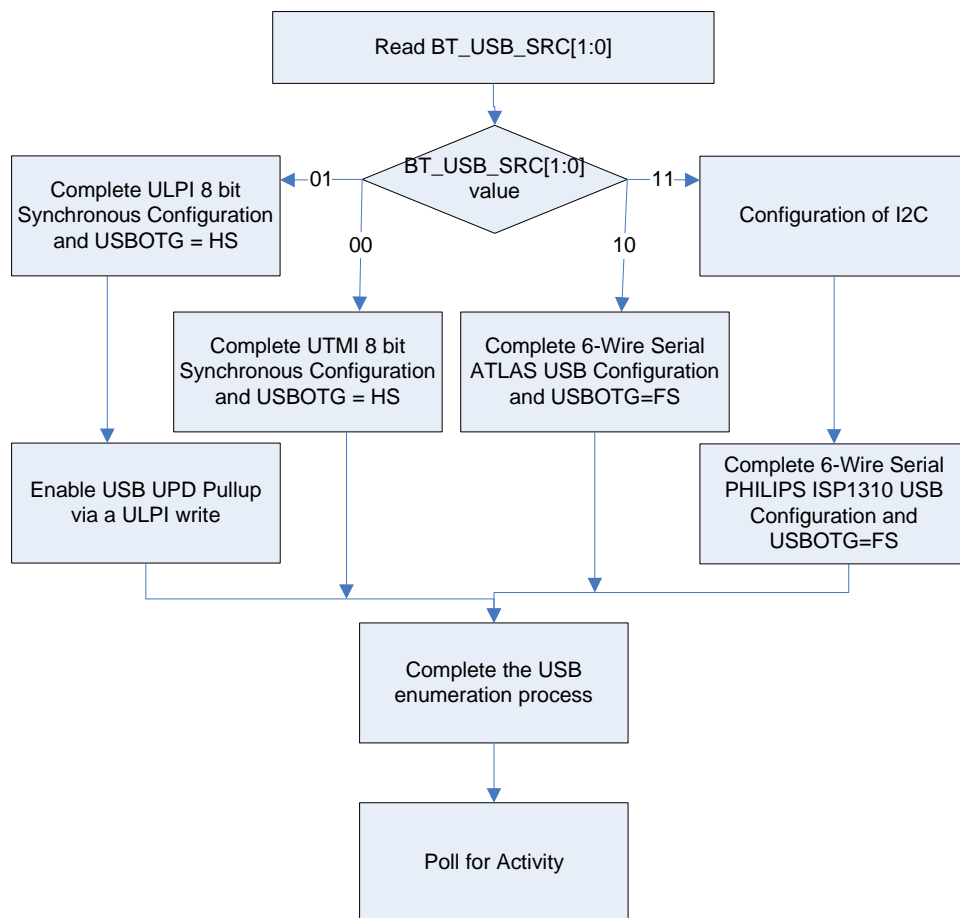 Read BT_USB_SRC[1:0]
BT_USB_SRC[1:0]
value
01
11
00
10
Complete ULPI 8 bit
Synchronous Configuration
and USBOTG = HS
Configuration of I2C
Complete UTMI 8 bit
Synchronous Configuration
and USBOTG = HS
Complete 6-Wire Serial
ATLAS USB Configuration
and USBOTG=FS
Enable USB UPD Pullup
via a ULPI write
Complete 6-Wire Serial
PHILIPS ISP1310 USB
Configuration and
USBOTG=FS
Complete the USB
enumeration process
Poll for Activity